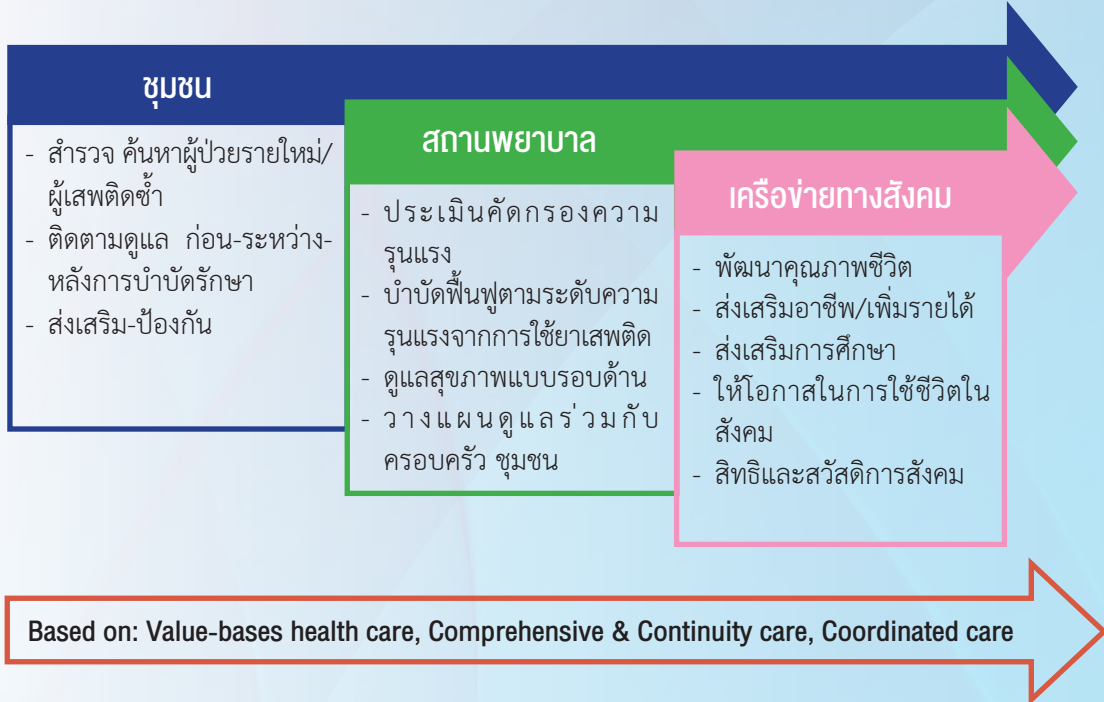 ชุมชน
- สำรวจ ค้นหาผู้ป่วยรายใหม่/
ผู้เสพติดซ้ำ
- ติดตามดูแล ก่อน-ระหว่าง-
หลังการบำบัดรักษา
- ส่งเสริม-ป้องกัน
สถานพยาบาล
- ประเมินคัดกรองความ
รุนแรง
- บำบัดฟื้นฟูตามระดับความ
รุนแรงจากการใช้ยาเสพติด
- ดูแลสุขภาพแบบรอบด้าน
- วางแผนดูแลร่วมกับ
ครอบครัว ชุมชน
เครือข่ายทางสังคม
- พัฒนาคุณภาพชีวิต
- ส่งเสริมอาชีพ/เพิ่มรายได้
- ส่งเสริมการศึกษา
- ให้โอกาสในการใช้ชีวิตใน
สังคม
- สิทธิและสวัสดิการสังคม
Based on: Value-bases health care, Comprehensive & Continuity care, Coordinated care